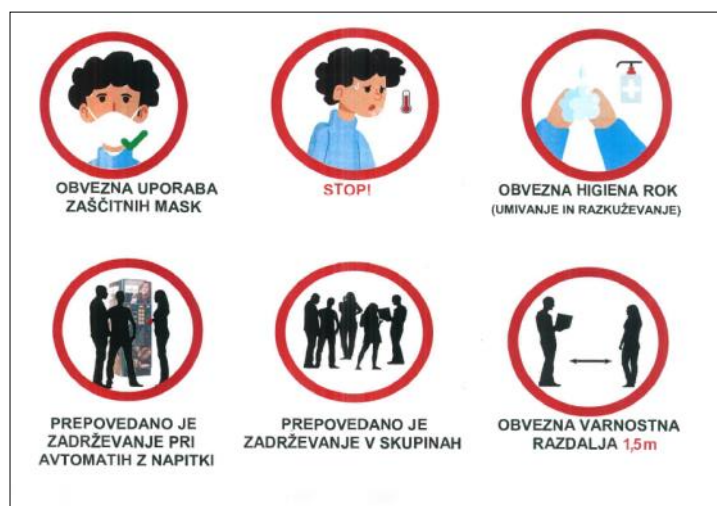 OBVEZNA UPORABA
ZAŠČITNIH MASK
STOP!
OBVEZNA HIGIENA ROK
(UMIVANJE IN RAZKUŽEVANJE)
PREPOVEDANO JE
ZADRŽEVANJE PRI
AVTOMATIH Z NAPITKI
PREPOVEDANO JE
ZADRŽEVANJE V SKUPINAH
OBVEZNA VARNOSTNA
RAZDALJA 1,5m